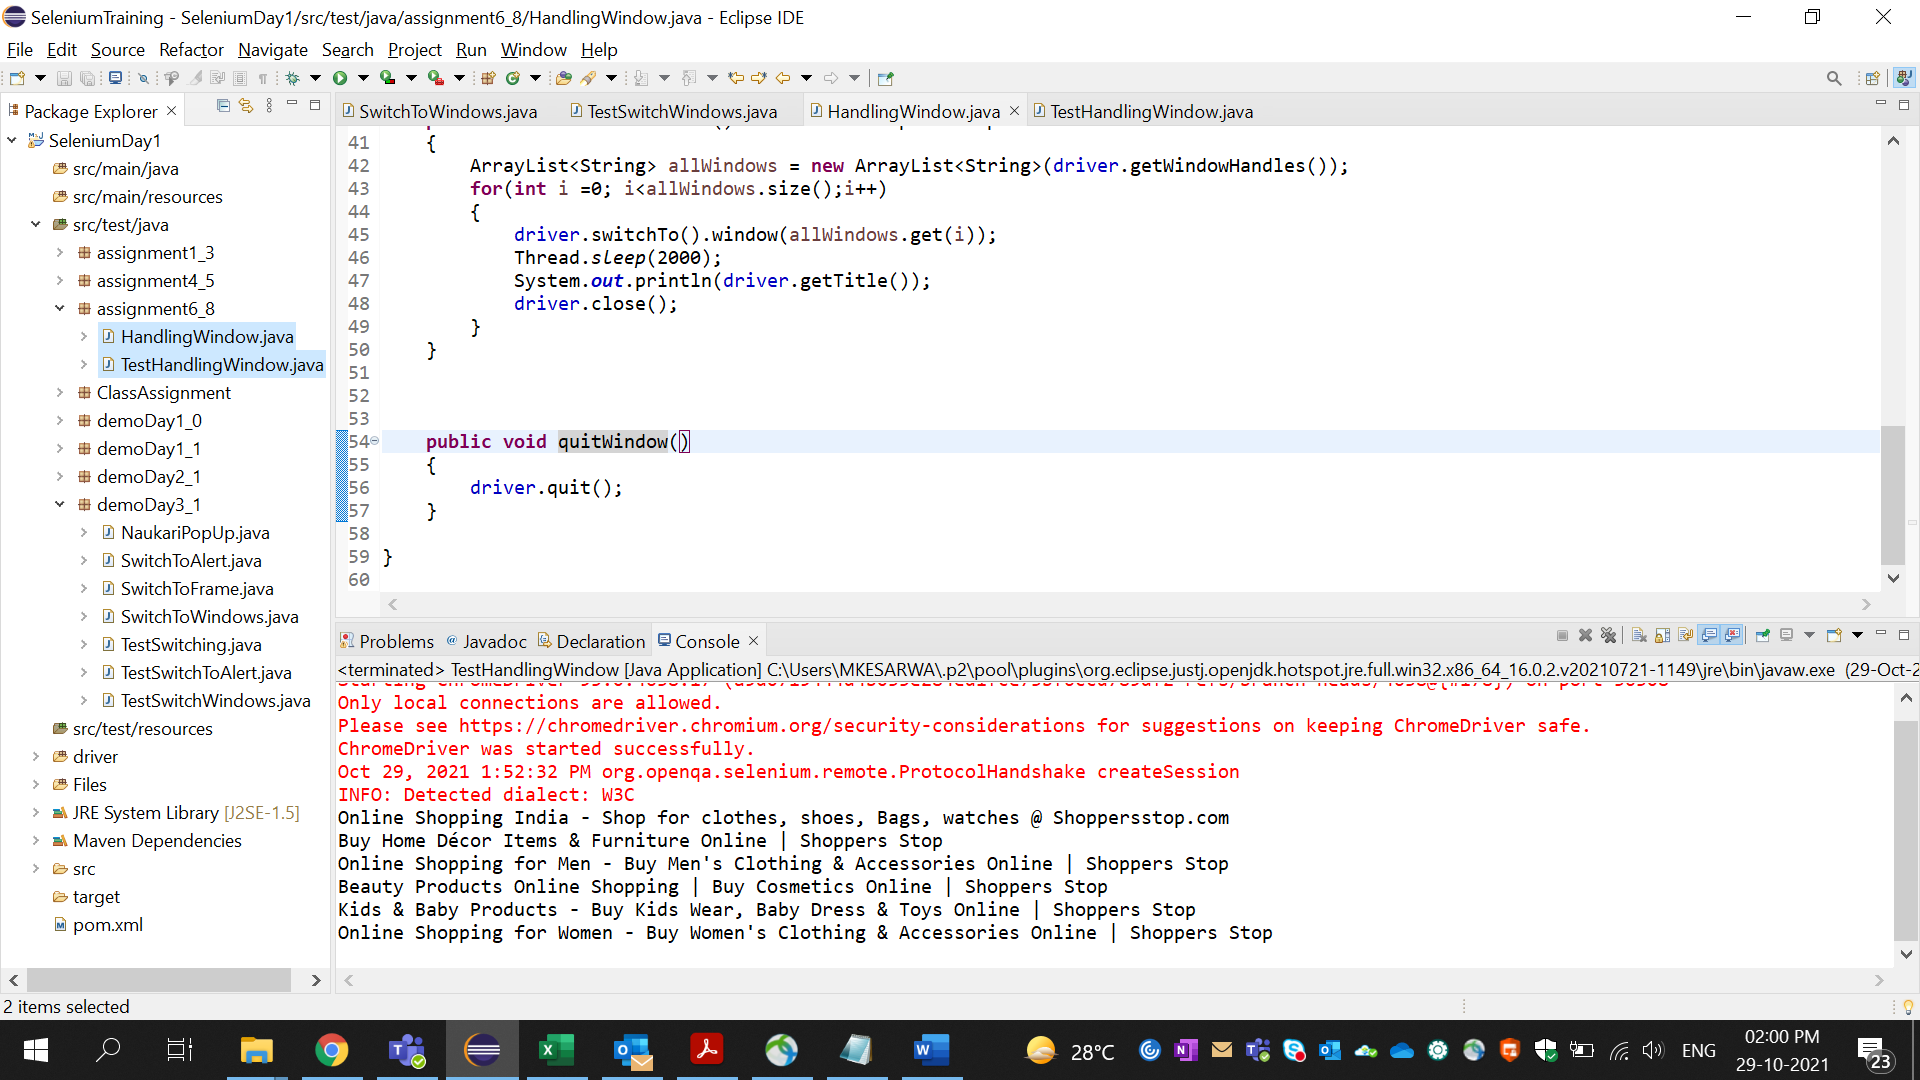 SeleniumTraining - SeleniumDay1/src/test/java/assignment6_8/HandlingWindow.java - Eclipse IDE
File Edit Source Refactor Navigate Search Project Run Window Help
Package Explorer
SeleniumDay1
src/main/java
src/main/resources
src/test/java
assignment1_3
assignment4_5
assignment6_8
HandlingWindow.java
TestHandlingWindow.java
ClassAssignment
demoDay1_0
demoDay1_1
demoDay2_1
demoDay3_1
NaukariPopUp.java
SwitchToAlert.java
SwitchToFrame.java
SwitchToWindows.java
TestSwitching.java
TestSwitchToAlert.java
TestSwitchWindows.java
src/test/resources
driver
Files
JRE System Library [J2SE-1.5]
Maven Dependencies
src
target
pom.xml
SwitchToWindows.java TestSwitchWindows.java HandlingWindow.java TestHandlingWindow.java
41 {
42 ArrayList<String> allWindows = new ArrayList<String>(driver.getWindowHandles());
43 for(int i =0; i<allWindows.size();i++)
44 {
45 driver.switchTo().window(allWindows.get(i));
46 Thread.sleep(2000);
47 System.out.println(driver.getTitle());
48 driver.close();
49 }
50 }
51
52
53
54 public void quitWindow()
55 {
56 driver.quit();
57 }
58
59 }
60
Problems Javadoc Declaration Console
<terminated> TestHandlingWindow [Java Application] C:\Users\MKESARWA\.p2\pool\plugins\org.eclipse.justj.openjdk.hotspot.jre.full.win32.x86_64_16.0.2.v20210721-1149\jre\bin\javaw.exe (29-Oct-2
Only local connections are allowed.
Please see https://chromedriver.chromium.org/security-considerations for suggestions on keeping ChromeDriver safe.
ChromeDriver was started successfully.
Oct 29, 2021 1:52:32 PM org.openqa.selenium.remote.ProtocolHandshake createSession
INFO: Detected dialect: W3C
Online Shopping India - Shop for clothes, shoes, Bags, watches @ Shoppersstop.com
Buy Home Décor Items & Furniture Online | Shoppers Stop
Online Shopping for Men - Buy Men's Clothing & Accessories Online | Shoppers Stop
Beauty Products Online Shopping | Buy Cosmetics Online | Shoppers Stop
Kids & Baby Products - Buy Kids Wear, Baby Dress & Toys Online | Shoppers Stop
Online Shopping for Women - Buy Women's Clothing & Accessories Online | Shoppers Stop
2 items selected
28°C
ENG
02:00 PM
29-10-2021
23